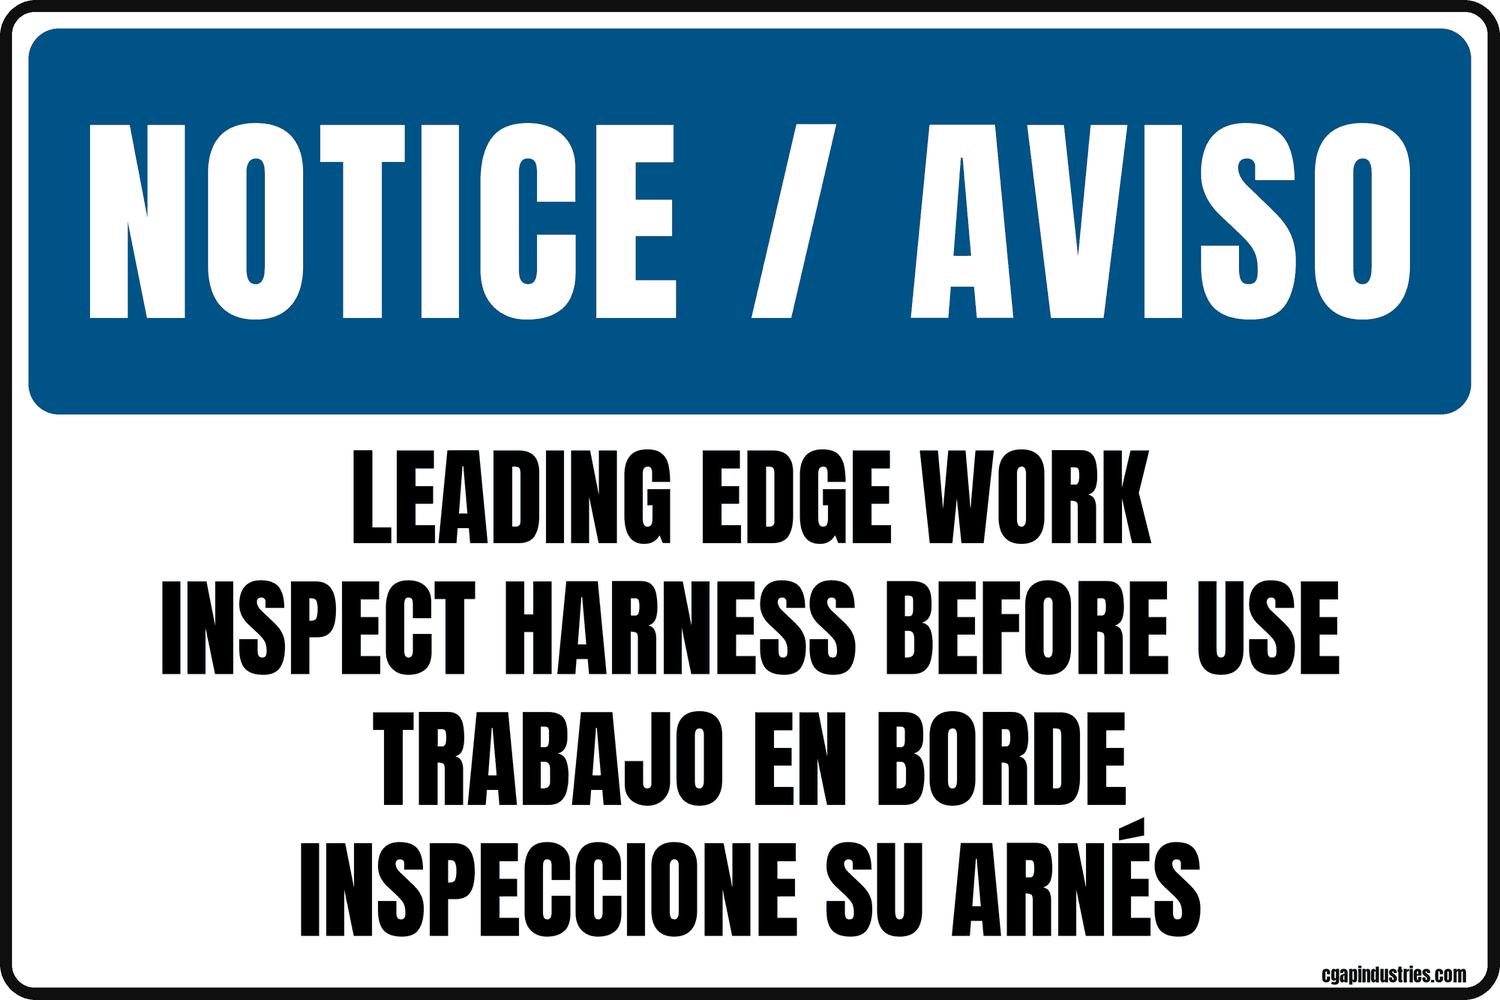 NOTICE / AVISO
LEADING EDGE WORK
INSPECT HARNESS BEFORE USE
TRABAJO EN BORDE
INSPECCIONE SU ARNÉS
cgapindustries.com